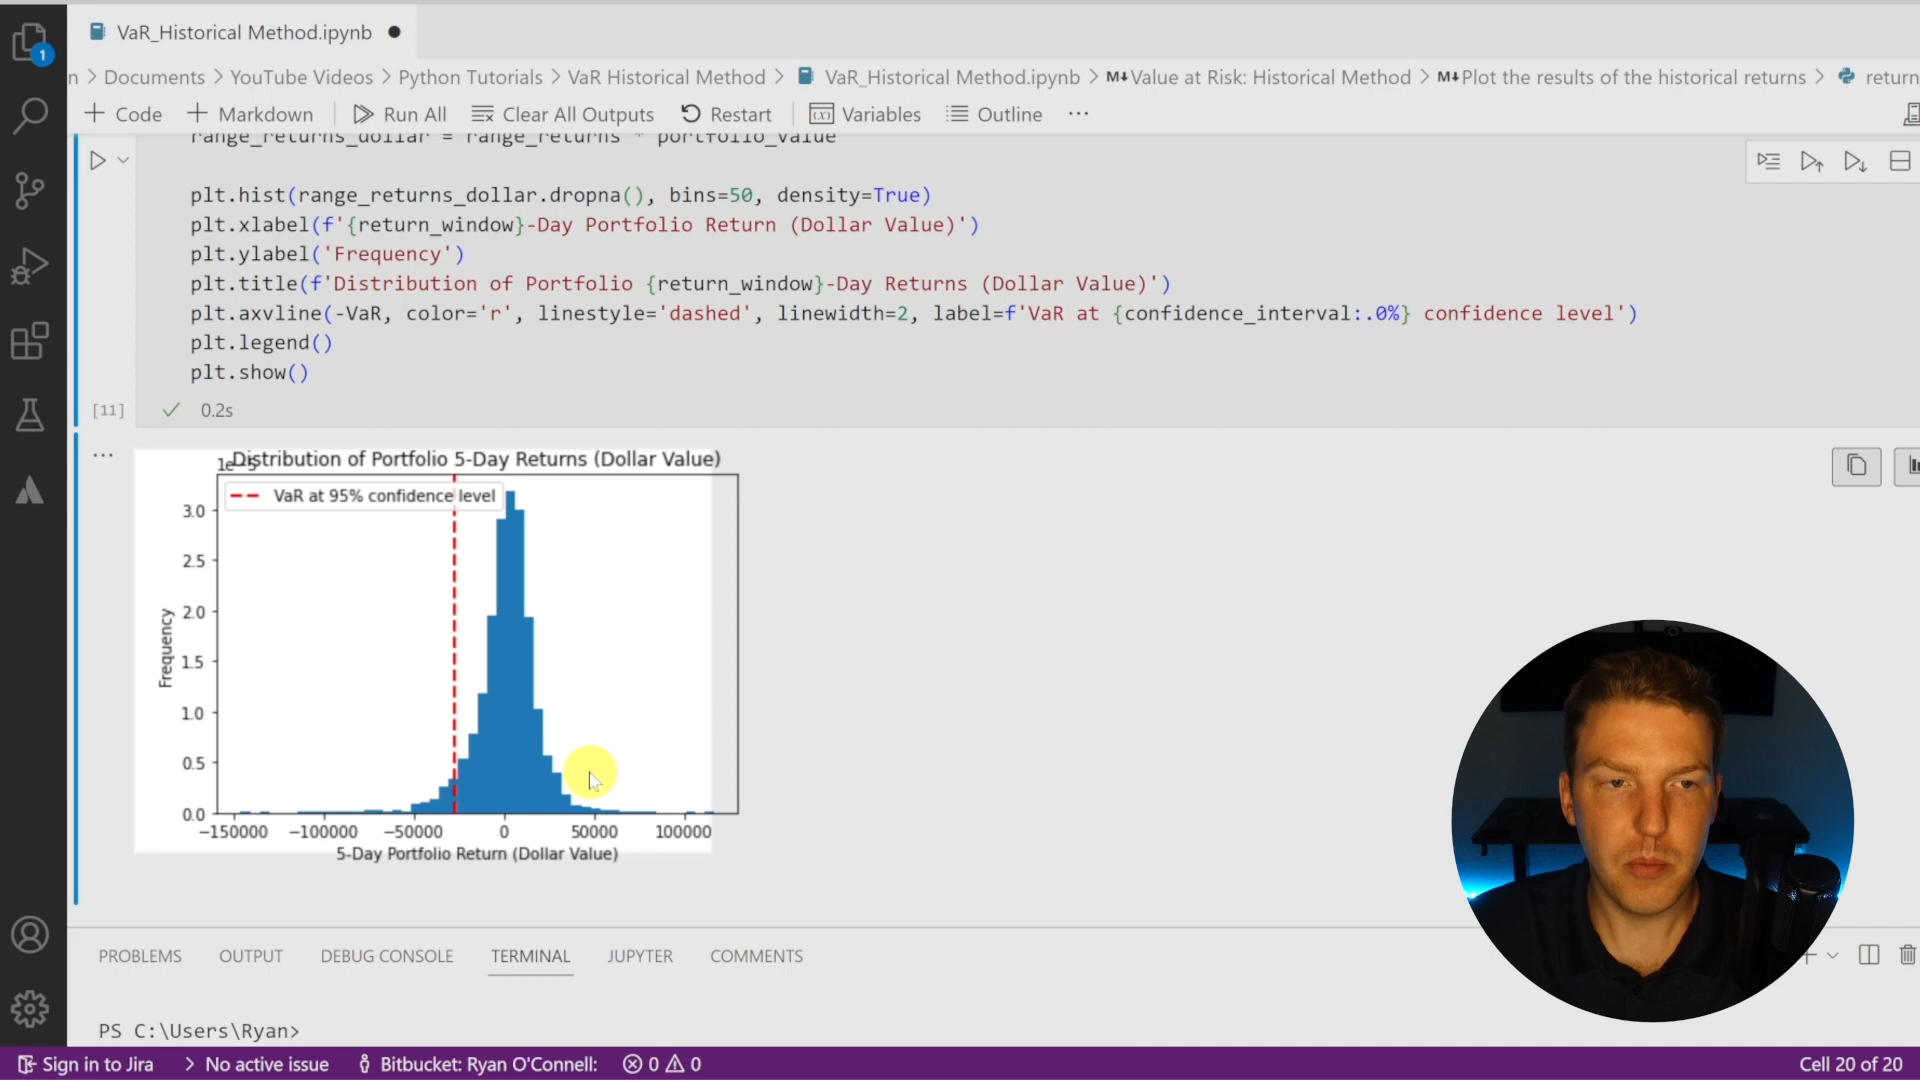 VaR_Historical Method.ipynb
1
n > Documents > YouTube Videos > Python Tutorials > VaR Historical Method > VaR_Historical Method.ipynb > M↓Value at Risk: Historical Method > M↓Plot the results of the historical returns > return
+ Code + Markdown Run All Clear All Outputs Restart Variables Outline ...
range_returns_dollar = range_returns * portfolio_value
plt.hist(range_returns_dollar.dropna(), bins=50, density=True)
plt.xlabel(f'{return_window}-Day Portfolio Return (Dollar Value)')
plt.ylabel('Frequency')
plt.title(f'Distribution of Portfolio {return_window}-Day Returns (Dollar Value)')
plt.axvline(-VaR, color='r', linestyle='dashed', linewidth=2, label=f'VaR at {confidence_interval:.0%} confidence level')
plt.legend()
plt.show()
[11] ✓ 0.2s
Distribution of Portfolio 5-Day Returns (Dollar Value)
1e−5
VaR at 95% confidence level
3.0
2.5
2.0
1.5
1.0
0.5
0.0
Frequency
−150000 −100000 −50000 0 50000 100000
5-Day Portfolio Return (Dollar Value)
PROBLEMS OUTPUT DEBUG CONSOLE TERMINAL JUPYTER COMMENTS
PS C:\Users\Ryan>
Sign in to Jira > No active issue Bitbucket: Ryan O'Connell: 0 0 Cell 20 of 20